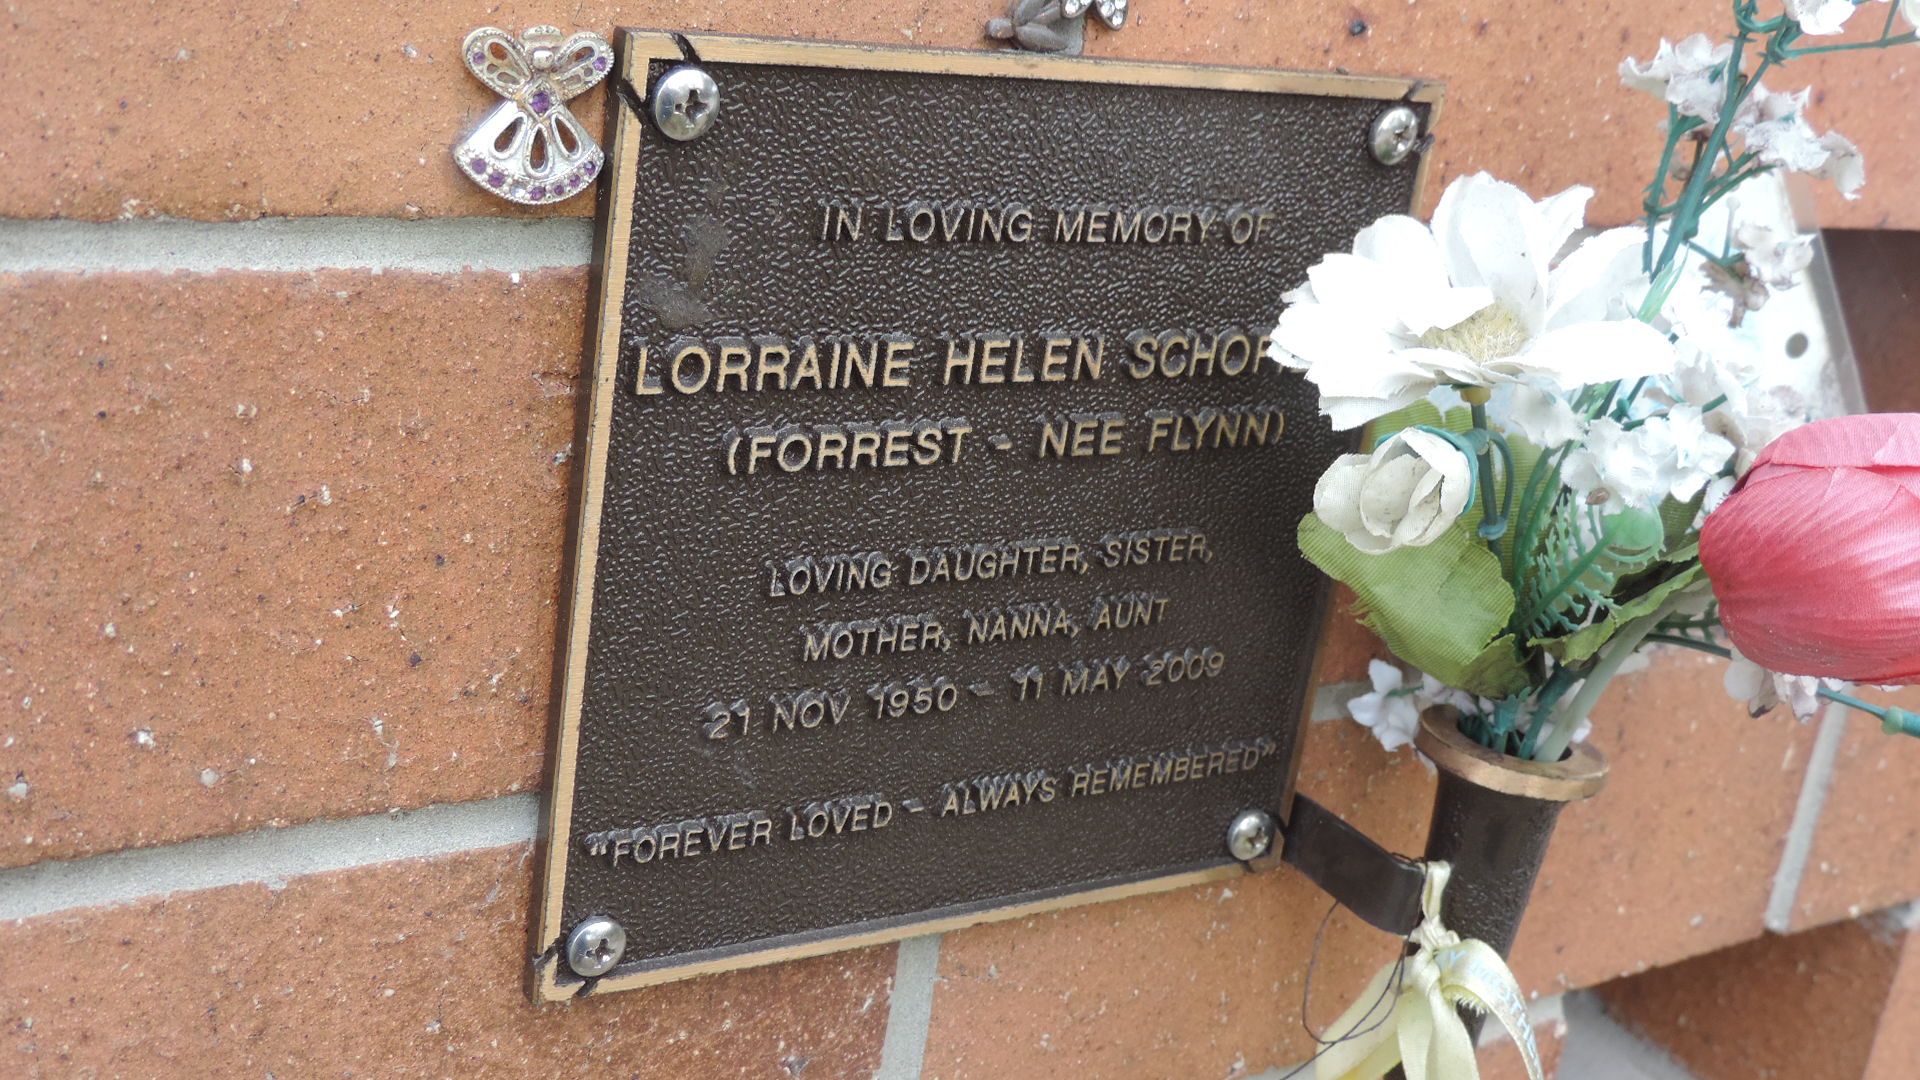 IN LOVING MEMORY OF
LORRAINE HELEN
(FORREST - NEE FLYNN)
LOVING DAUGHTER, SISTER,
MOTHER, NANNA, AUNT
21 NOV 1950 - 11 MAY 2009
"FOREVER LOVED - ALWAYS REMEMBERED"